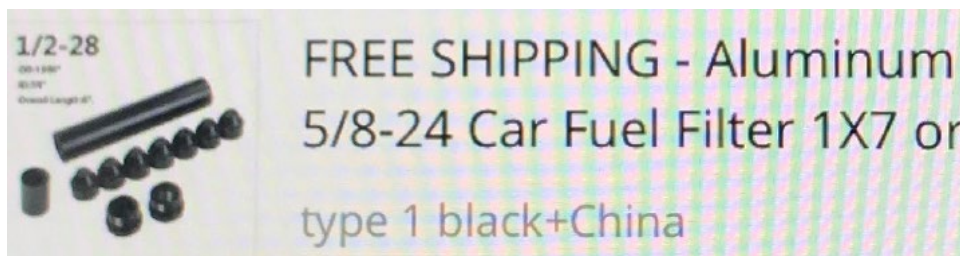 1/2-28
FREE SHIPPING - Aluminum
5/8-24 Car Fuel Filter 1X7 or
type 1 black+China